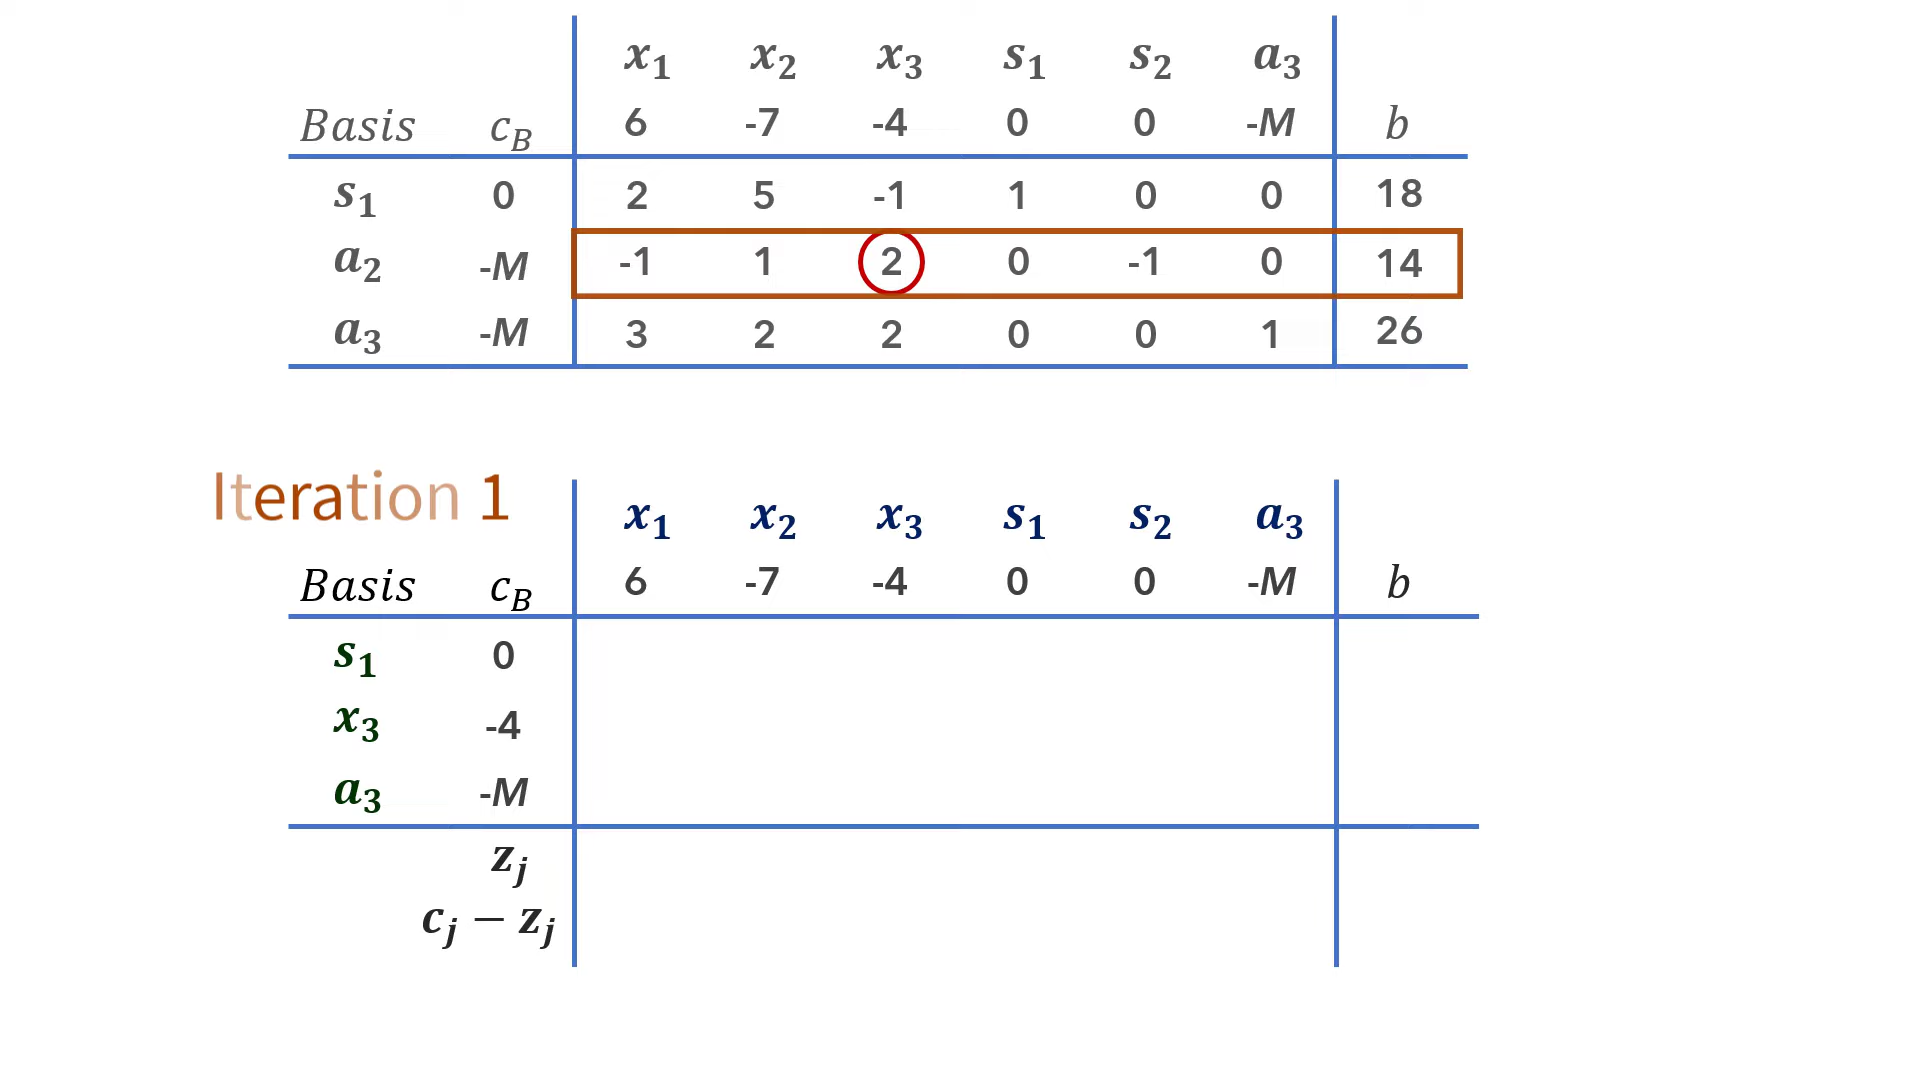 x₁ x₂ x₃ s₁ s₂ a₃
Basis c_B 6 -7 -4 0 0 -M b
s₁ 0 2 5 -1 1 0 0 18
a₂ -M -1 1 2 0 -1 0 14
a₃ -M 3 2 2 0 0 1 26
Iteration 1
x₁ x₂ x₃ s₁ s₂ a₃
Basis c_B 6 -7 -4 0 0 -M b
s₁ 0
x₃ -4
a₃ -M
zⱼ
cⱼ − zⱼ